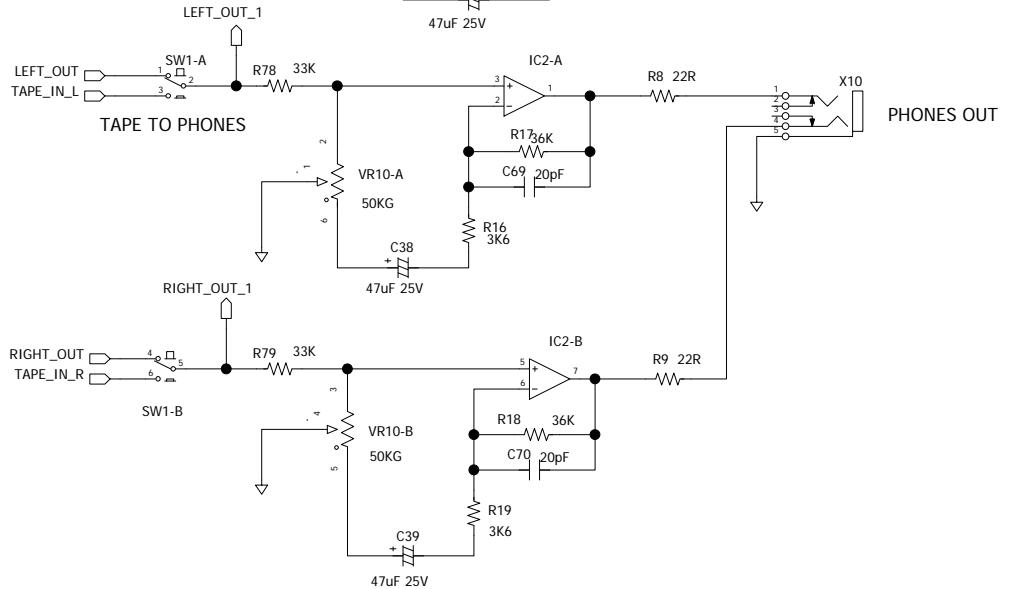 47uF 25V
LEFT_OUT_1
LEFT_OUT
TAPE_IN_L
1
3
2
SW1-A
R78 33K
TAPE TO PHONES
2
1
6
VR10-A
50KG
C38
+
47uF 25V
IC2-A
3
+
2
-
1
R17
36K
C69 20pF
R16
3K6
R8 22R
X10
1
2
3
4
5
PHONES OUT
RIGHT_OUT_1
RIGHT_OUT
TAPE_IN_R
4
6
5
SW1-B
R79 33K
3
4
5
VR10-B
50KG
C39
+
47uF 25V
IC2-B
5
+
6
-
7
R18 36K
C70 20pF
R19
3K6
R9 22R